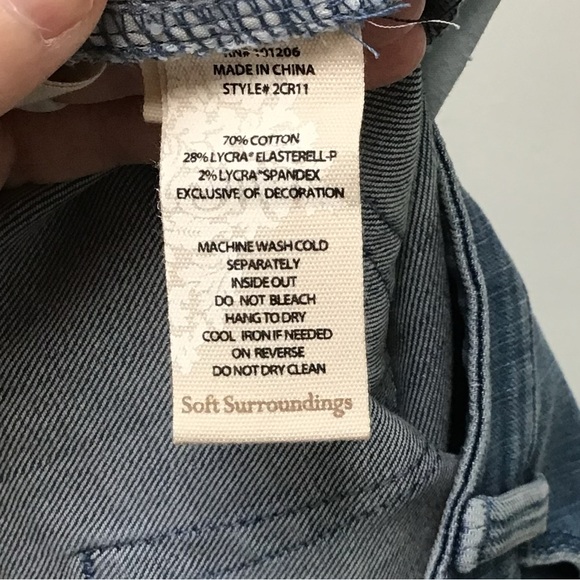 RN# 101206
MADE IN CHINA
STYLE# 2CR11
70% COTTON
28% LYCRA® ELASTERELL-P
2% LYCRA® SPANDEX
EXCLUSIVE OF DECORATION
MACHINE WASH COLD
SEPARATELY
INSIDE OUT
DO NOT BLEACH
HANG TO DRY
COOL IRON IF NEEDED
ON REVERSE
DO NOT DRY CLEAN
Soft Surroundings